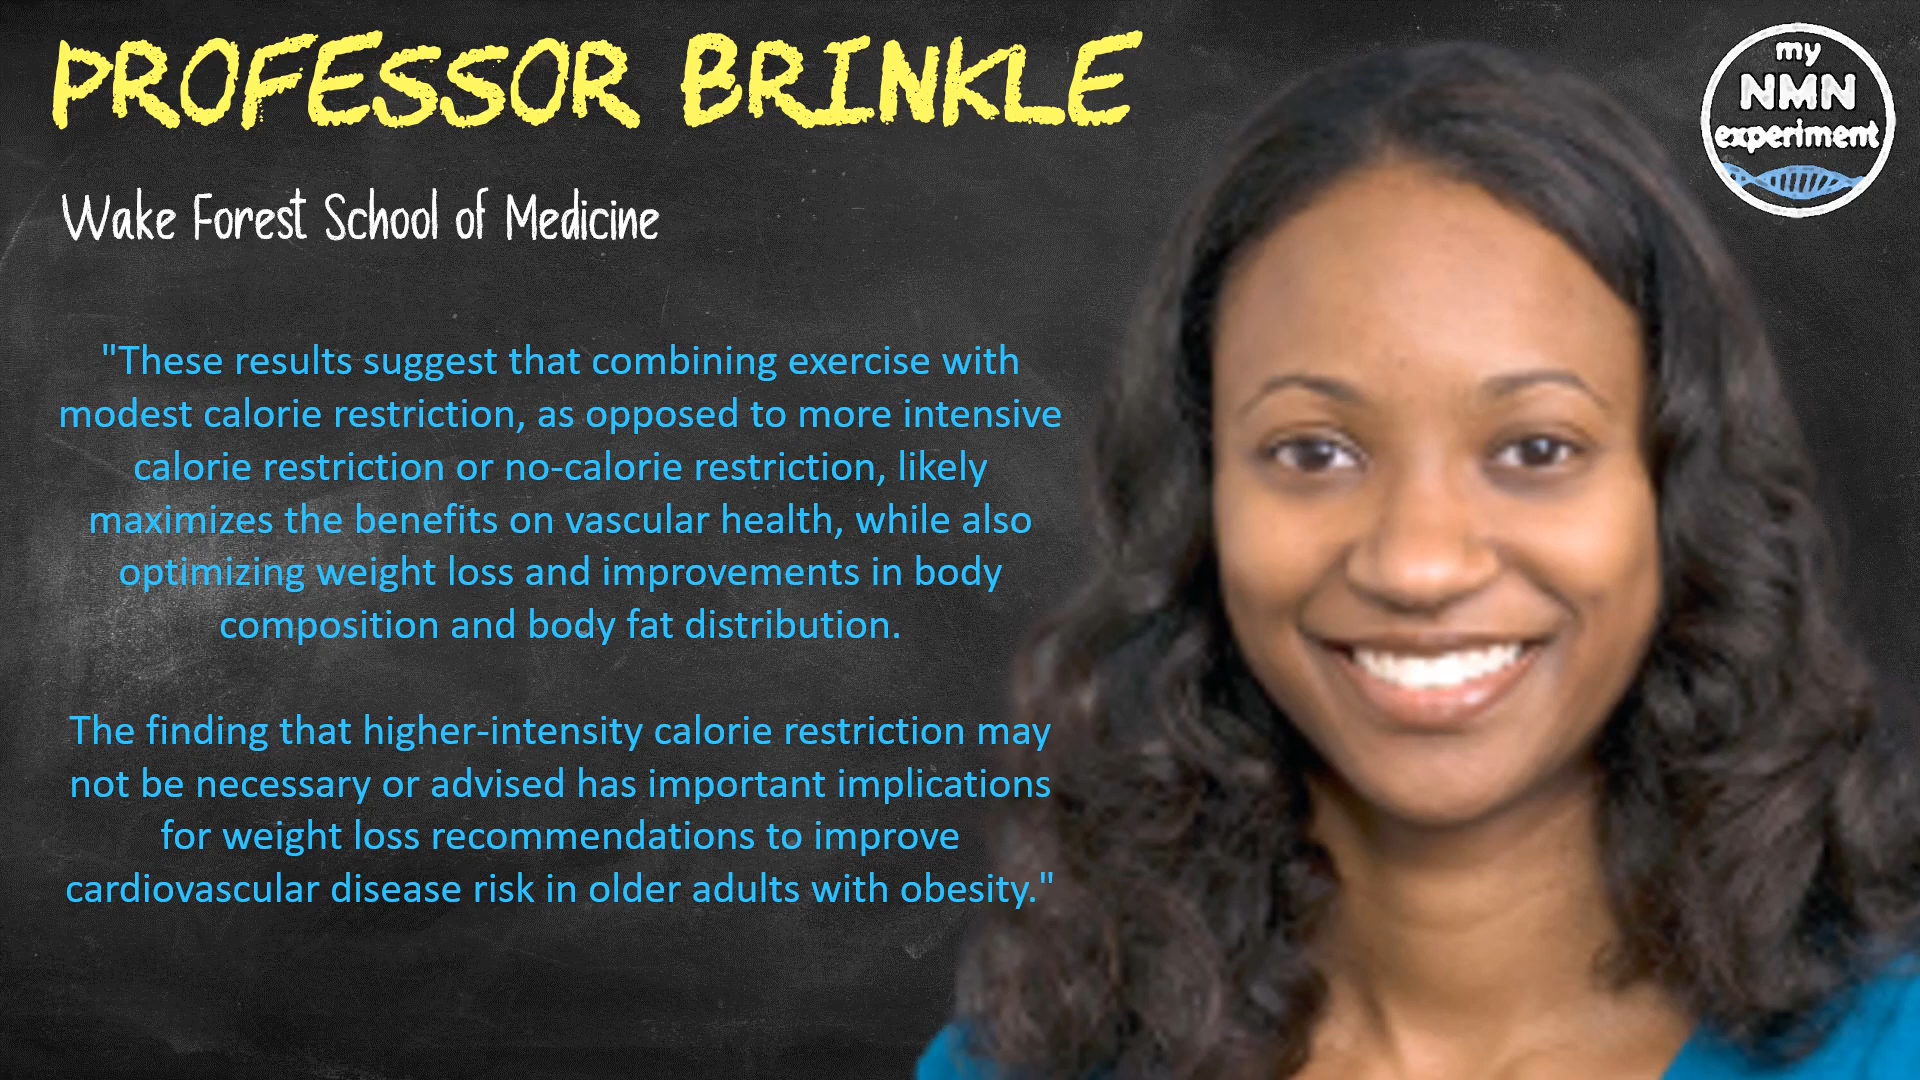 PROFESSOR BRINKLE
my
NMN
experiment
Wake Forest School of Medicine
"These results suggest that combining exercise with
modest calorie restriction, as opposed to more intensive
calorie restriction or no-calorie restriction, likely
maximizes the benefits on vascular health, while also
optimizing weight loss and improvements in body
composition and body fat distribution.
The finding that higher-intensity calorie restriction may
not be necessary or advised has important implications
for weight loss recommendations to improve
cardiovascular disease risk in older adults with obesity."